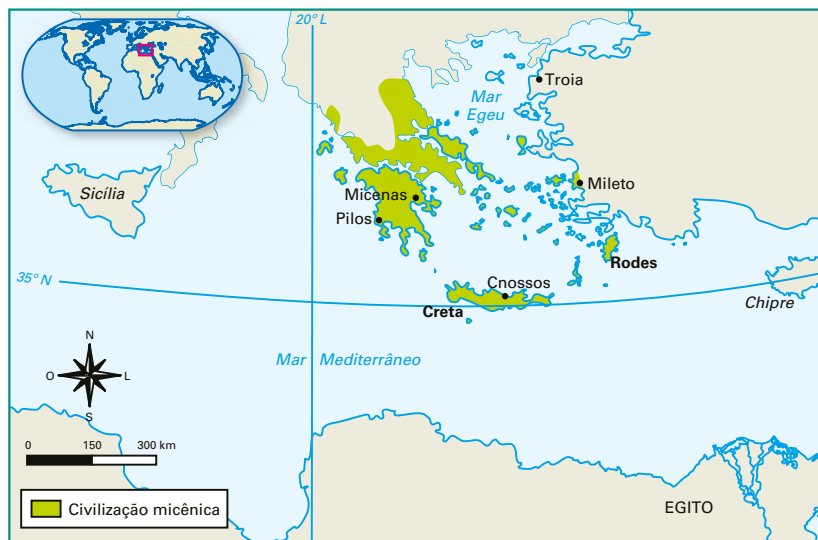 20° L
Troia
Mar
Egeu
Sicília
Micenas
Mileto
Pilos
Rodes
35° N
Cnossos
Creta
Chipre
N
O
L
S
Mar Mediterrâneo
0 150 300 km
EGITO
Civilização micênica